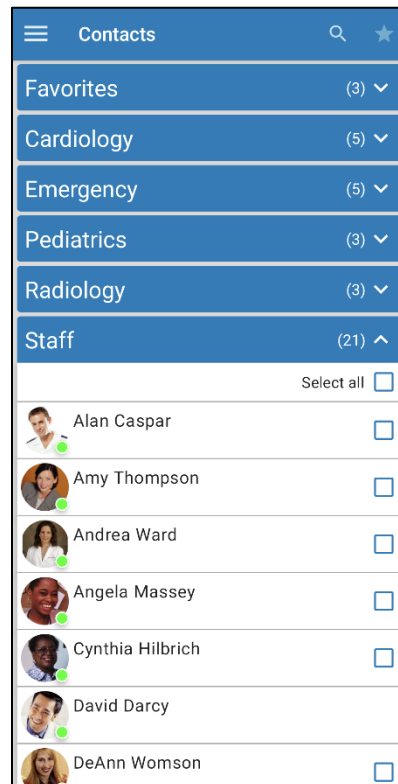 Contacts
Favorites (3)
Cardiology (5)
Emergency (5)
Pediatrics (3)
Radiology (3)
Staff (21)
Select all
Alan Caspar
Amy Thompson
Andrea Ward
Angela Massey
Cynthia Hilbrich
David Darcy
DeAnn Womson